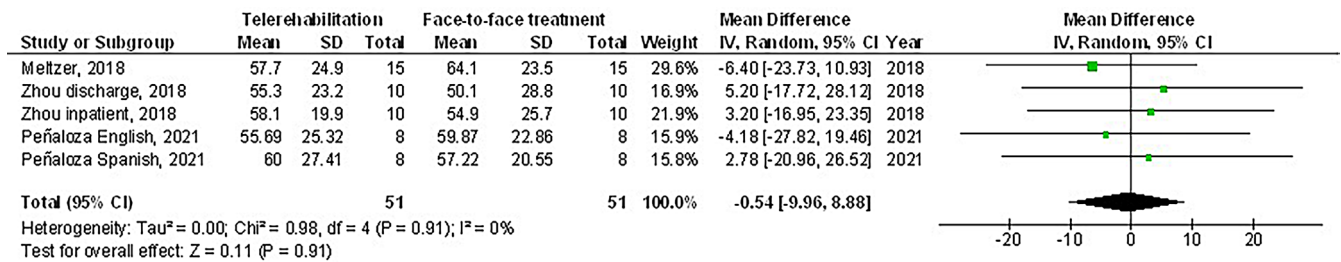 Telerehabilitation Face-to-face treatment Mean Difference Mean Difference
Study or Subgroup Mean SD Total Mean SD Total Weight IV, Random, 95% CI Year IV, Random, 95% CI
Meltzer, 2018 57.7 24.9 15 64.1 23.5 15 29.6% -6.40 [-23.73, 10.93] 2018
Zhou discharge, 2018 55.3 23.2 10 50.1 28.8 10 16.9% 5.20 [-17.72, 28.12] 2018
Zhou inpatient, 2018 58.1 19.9 10 54.9 25.7 10 21.9% 3.20 [-16.95, 23.35] 2018
Peñaloza English, 2021 55.69 25.32 8 59.87 22.86 8 15.9% -4.18 [-27.82, 19.46] 2021
Peñaloza Spanish, 2021 60 27.41 8 57.22 20.55 8 15.8% 2.78 [-20.96, 26.52] 2021
Total (95% CI) 51 51 100.0% -0.54 [-9.96, 8.88]
Heterogeneity: Tau² = 0.00; Chi² = 0.98, df = 4 (P = 0.91); I² = 0%
Test for overall effect: Z = 0.11 (P = 0.91)
-20 -10 0 10 20